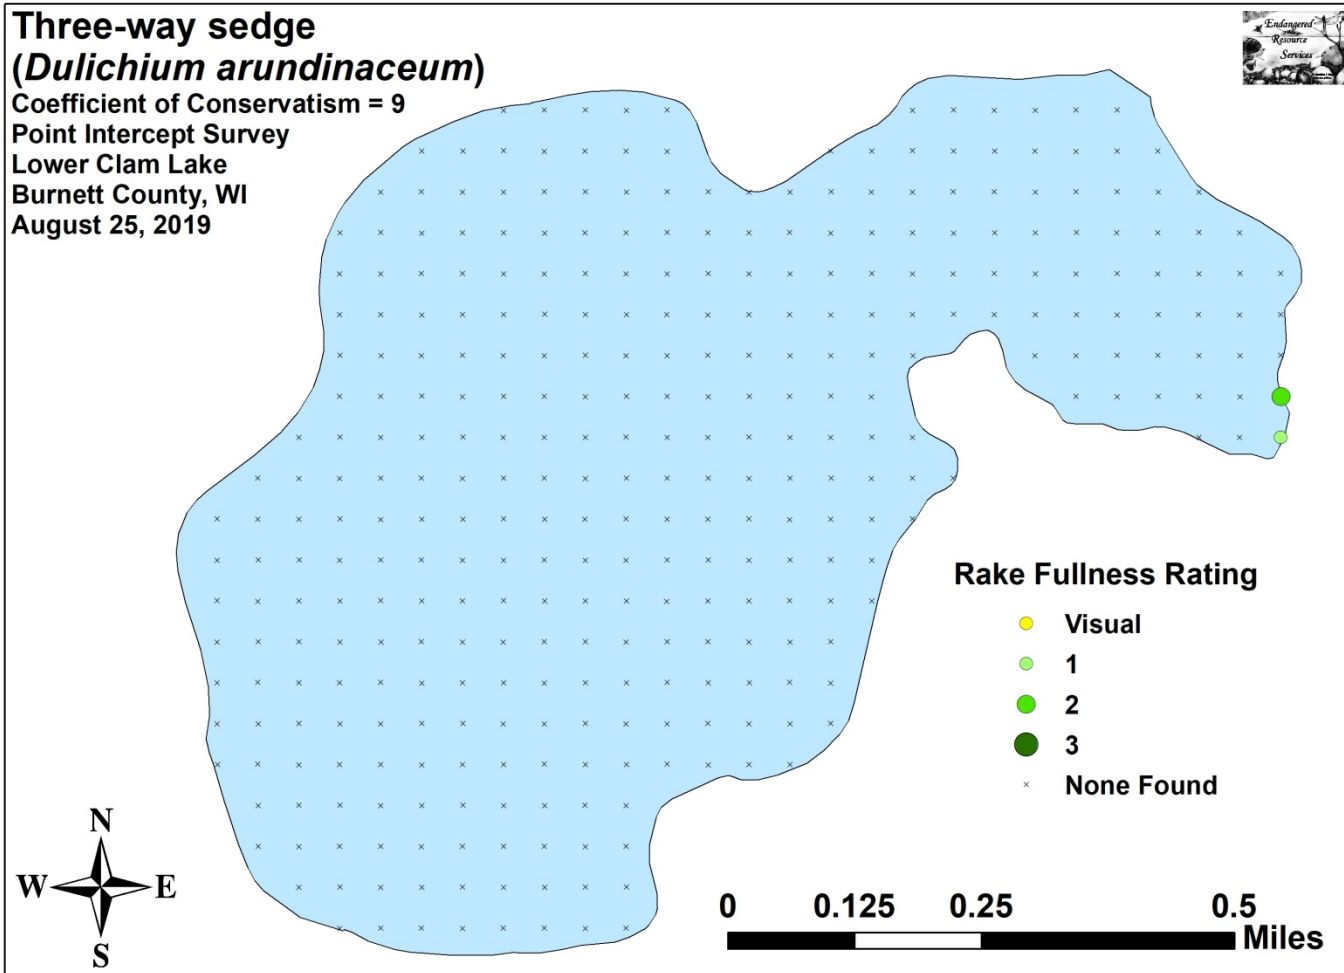 Three-way sedge
(Dulichium arundinaceum)
Coefficient of Conservatism = 9
Point Intercept Survey
Lower Clam Lake
Burnett County, WI
August 25, 2019
Endangered
Resource
Services
Rake Fullness Rating
Visual
1
2
3
None Found
N
W E
S
0 0.125 0.25 0.5
Miles